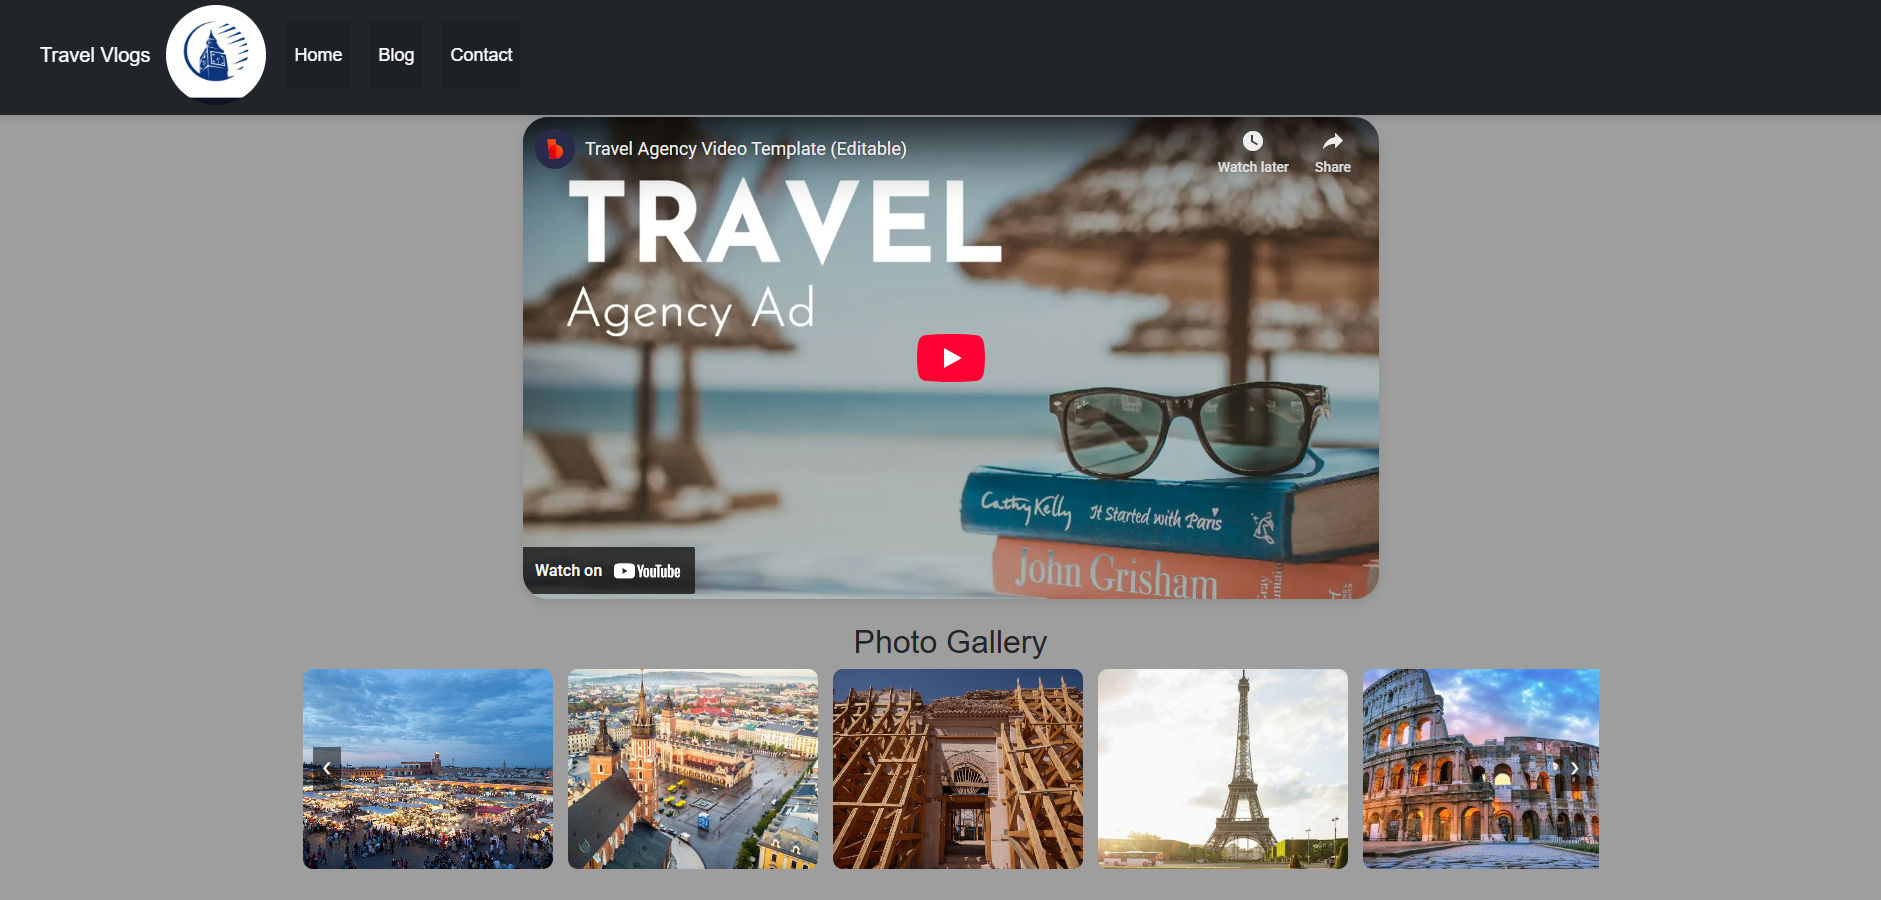 Travel Vlogs
Home
Blog
Contact
Travel Agency Video Template (Editable)
Watch later
Share
TRAVEL
Agency Ad
Cathy Kelly It Started with Paris
John Grisham
Gray
Watch on YouTube
Photo Gallery